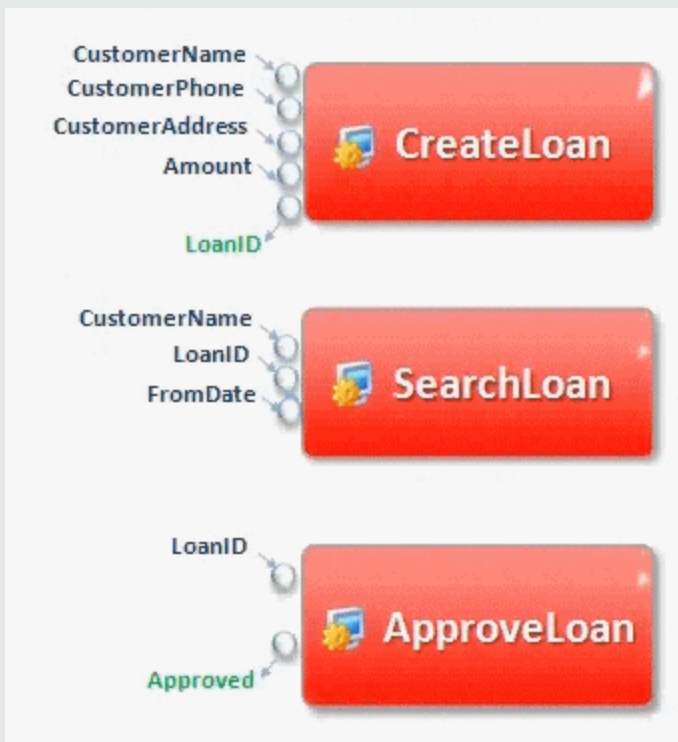 CustomerName
CustomerPhone
CustomerAddress
Amount
CreateLoan
LoanID
CustomerName
LoanID
FromDate
SearchLoan
LoanID
ApproveLoan
Approved